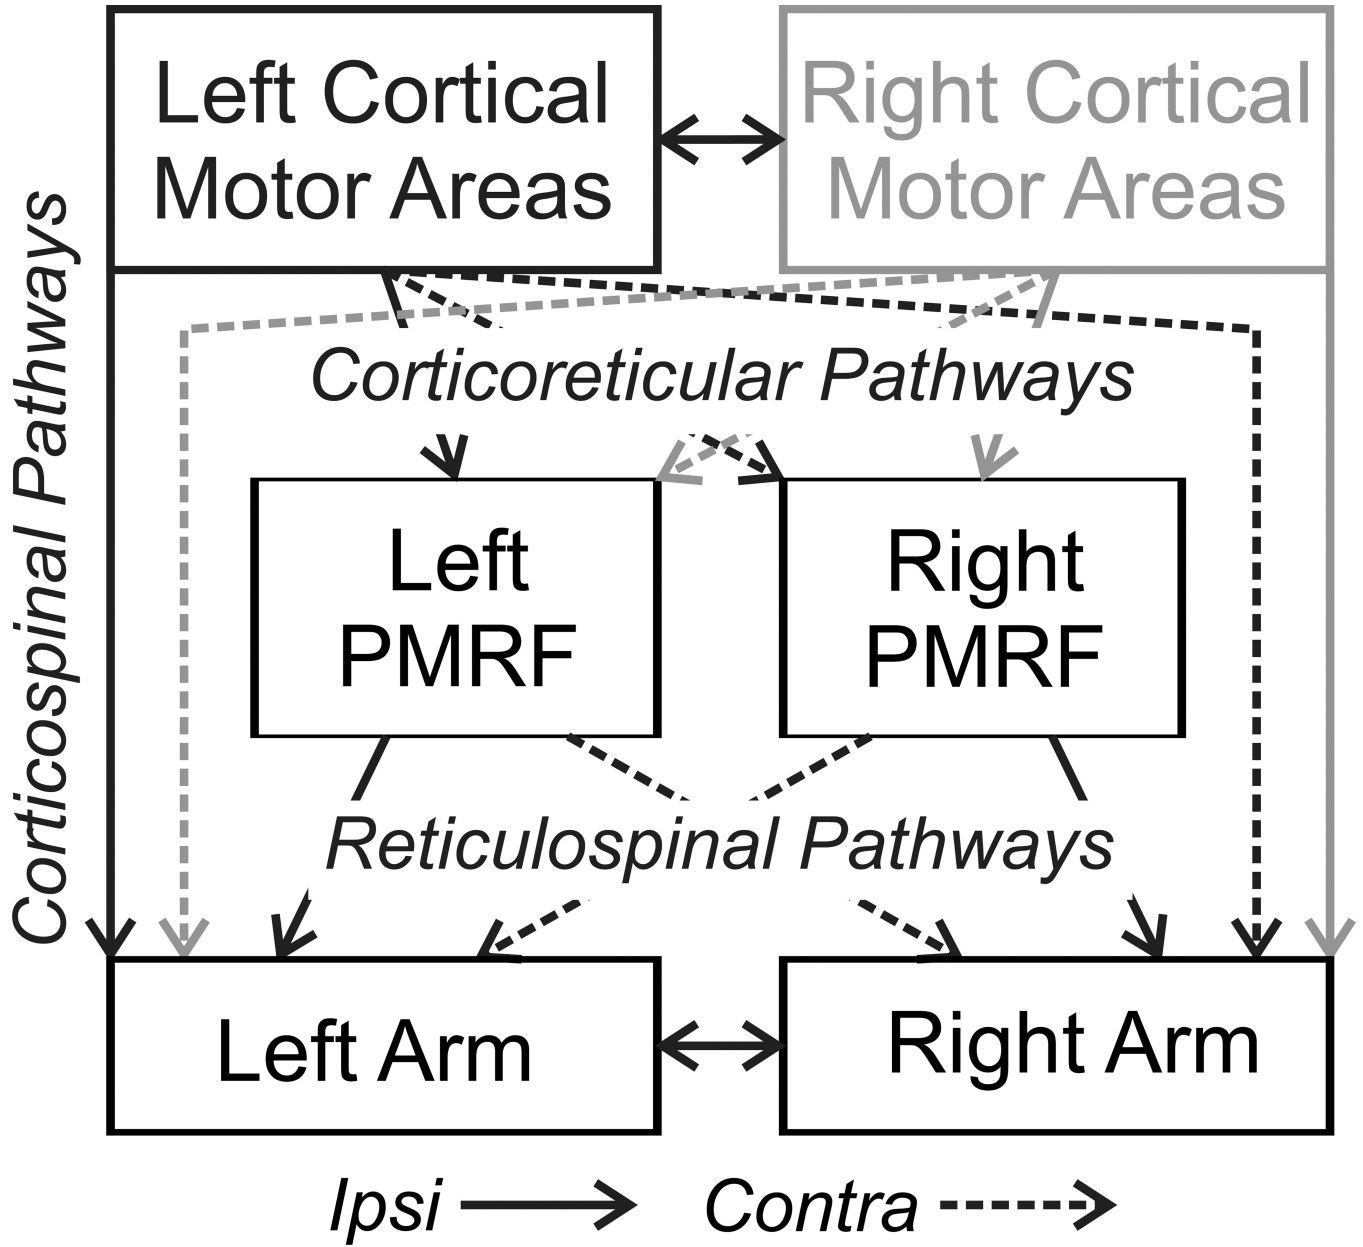 Left Cortical
Motor Areas
Right Cortical
Motor Areas
Corticospinal Pathways
Corticoreticular Pathways
Left
PMRF
Right
PMRF
Reticulospinal Pathways
Left Arm
Right Arm
Ipsi
Contra